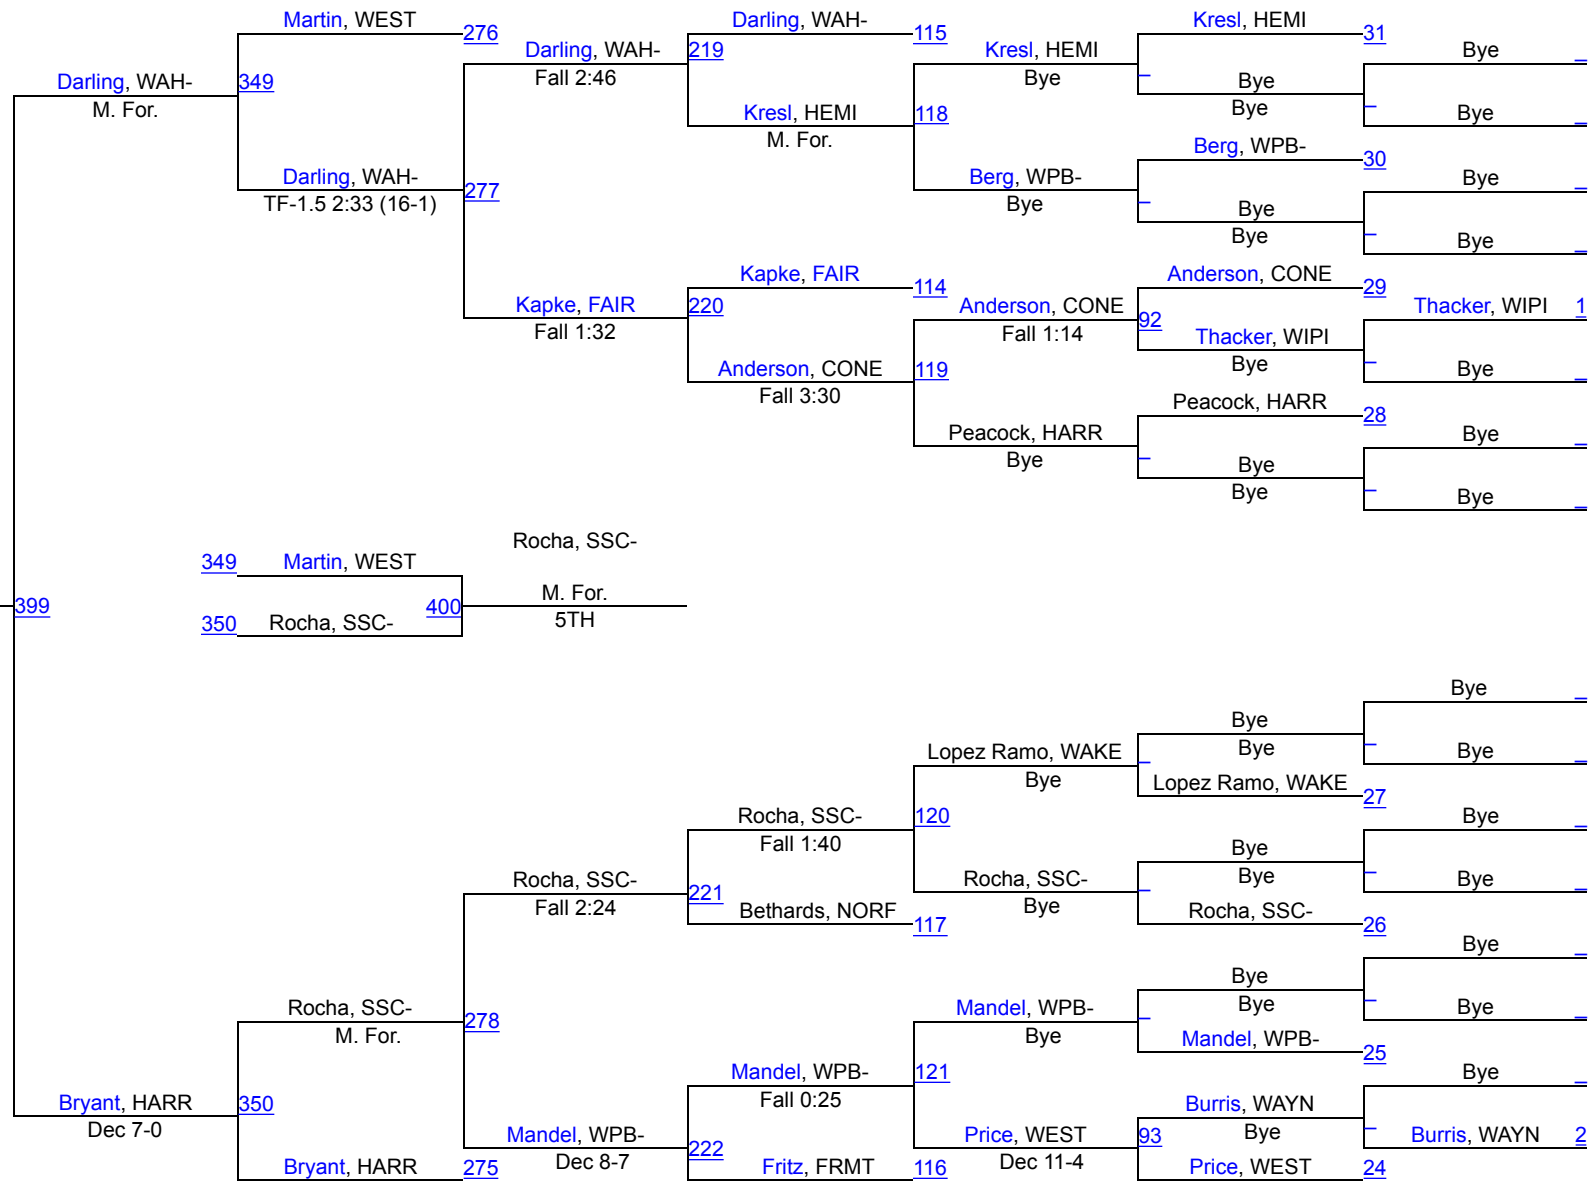 Martin, WEST
276
Darling, WAH-
115
Kresl, HEMI
31
Darling, WAH-
219
Fall 2:46
Kresl, HEMI
Bye
Bye
Darling, WAH-
349
M. For.
Bye
Bye
Kresl, HEMI
118
M. For.
Bye
Berg, WPB-
30
Darling, WAH-
277
TF-1.5 2:33 (16-1)
Berg, WPB-
Bye
Bye
Bye
Bye
Bye
Kapke, FAIR
114
Anderson, CONE
29
Kapke, FAIR
220
Fall 1:32
Anderson, CONE
92
Fall 1:14
Thacker, WIPI
1
Thacker, WIPI
Bye
Anderson, CONE
119
Fall 3:30
Bye
Peacock, HARR
28
Peacock, HARR
Bye
Bye
Bye
Bye
Bye
Rocha, SSC-
349
Martin, WEST
399
350
Rocha, SSC-
400
M. For.
5TH
Bye
Bye
Bye
Lopez Ramo, WAKE
Bye
Bye
Lopez Ramo, WAKE
27
Rocha, SSC-
120
Fall 1:40
Bye
Bye
Bye
Rocha, SSC-
221
Fall 2:24
Rocha, SSC-
Bye
Bye
Bethards, NORF
117
Rocha, SSC-
26
Bye
Bye
Bye
Rocha, SSC-
278
M. For.
Mandel, WPB-
Bye
Bye
Mandel, WPB-
25
Mandel, WPB-
121
Fall 0:25
Bye
Bryant, HARR
350
Dec 7-0
Burris, WAYN
Bye
Mandel, WPB-
222
Dec 8-7
Price, WEST
93
Dec 11-4
Burris, WAYN
2
Bryant, HARR
275
Fritz, FRMT
116
Price, WEST
24